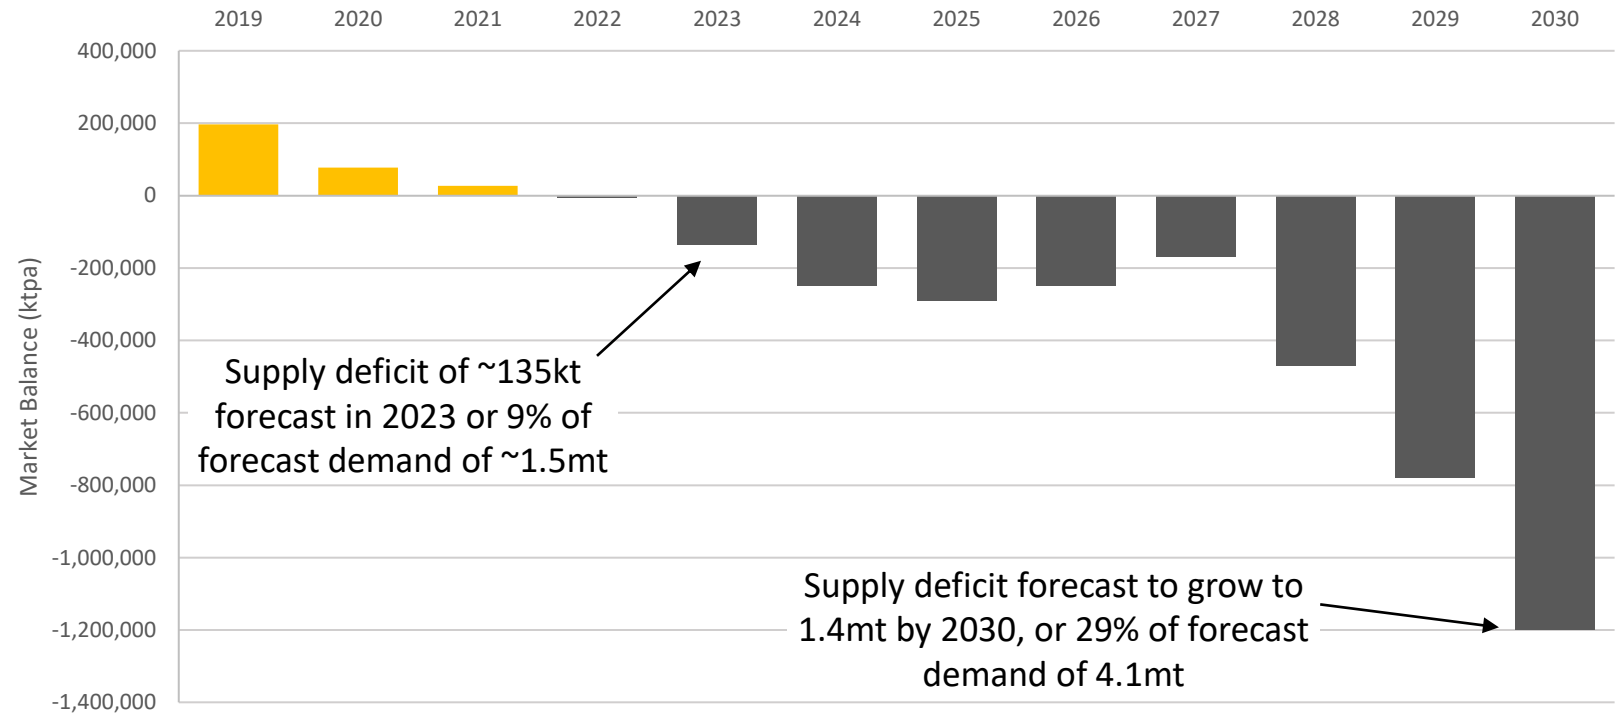 2019 2020 2021 2022 2023 2024 2025 2026 2027 2028 2029 2030
400,000
200,000
0
-200,000
-400,000
-600,000
-800,000
-1,000,000
-1,200,000
-1,400,000
Market Balance (ktpa)
Supply deficit of ~135kt
forecast in 2023 or 9% of
forecast demand of ~1.5mt
Supply deficit forecast to grow to
1.4mt by 2030, or 29% of forecast
demand of 4.1mt